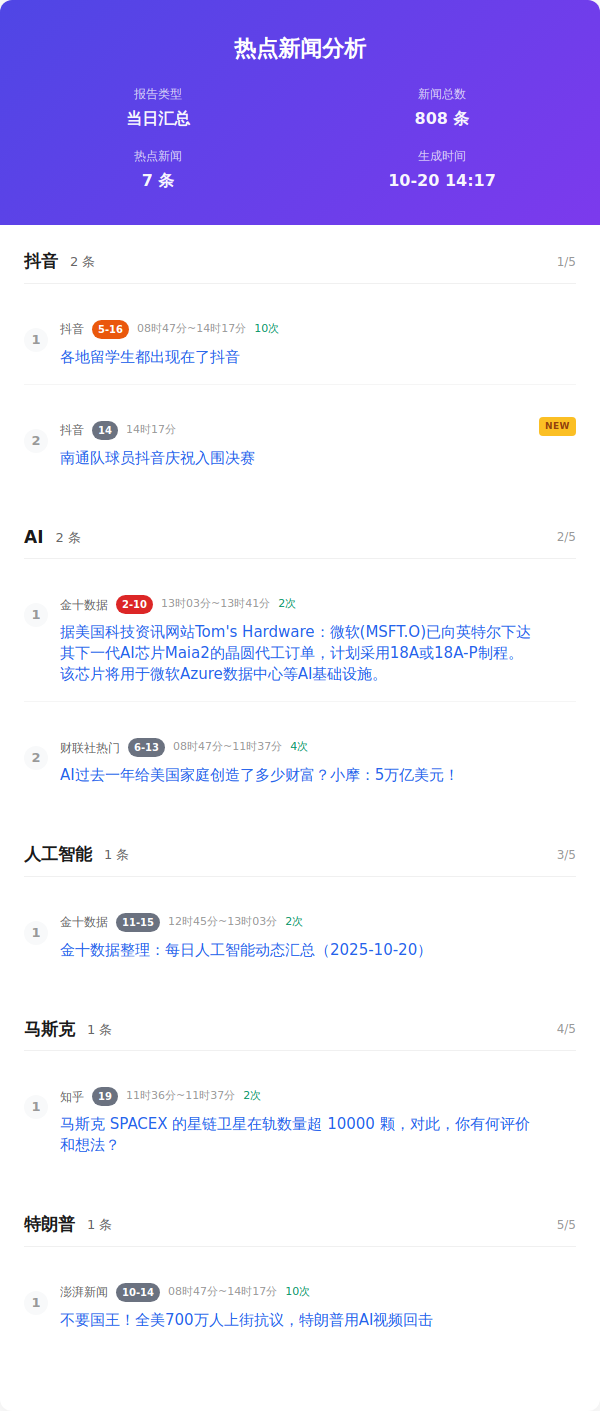 热点新闻分析
报告类型
当日汇总
新闻总数
808 条
热点新闻
7 条
生成时间
10-20 14:17
抖音 2 条 1/5
1 抖音 5-16 08时47分~14时17分 10次
各地留学生都出现在了抖音
2 抖音 14 14时17分 NEW
南通队球员抖音庆祝入围决赛
AI 2 条 2/5
1 金十数据 2-10 13时03分~13时41分 2次
据美国科技资讯网站Tom's Hardware：微软(MSFT.O)已向英特尔下达
其下一代AI芯片Maia2的晶圆代工订单，计划采用18A或18A-P制程。
该芯片将用于微软Azure数据中心等AI基础设施。
2 财联社热门 6-13 08时47分~11时37分 4次
AI过去一年给美国家庭创造了多少财富？小摩：5万亿美元！
人工智能 1 条 3/5
1 金十数据 11-15 12时45分~13时03分 2次
金十数据整理：每日人工智能动态汇总（2025-10-20）
马斯克 1 条 4/5
1 知乎 19 11时36分~11时37分 2次
马斯克 SPACEX 的星链卫星在轨数量超 10000 颗，对此，你有何评价
和想法？
特朗普 1 条 5/5
1 澎湃新闻 10-14 08时47分~14时17分 10次
不要国王！全美700万人上街抗议，特朗普用AI视频回击